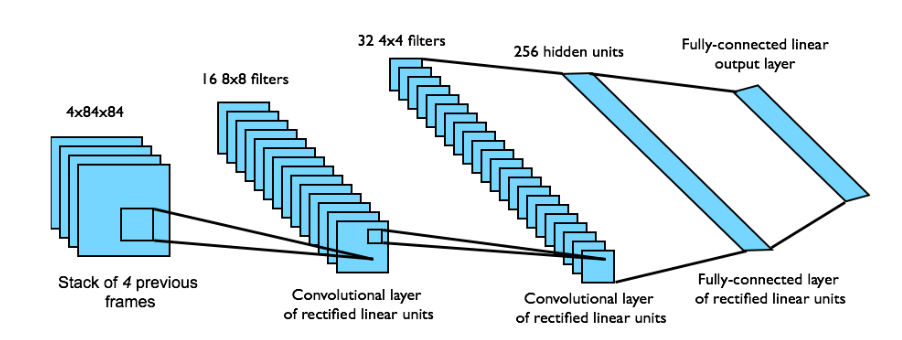 4x84x84
16 8x8 filters
32 4x4 filters
256 hidden units
Fully-connected linear
output layer
Stack of 4 previous
frames
Convolutional layer
of rectified linear units
Convolutional layer
of rectified linear units
Fully-connected layer
of rectified linear units